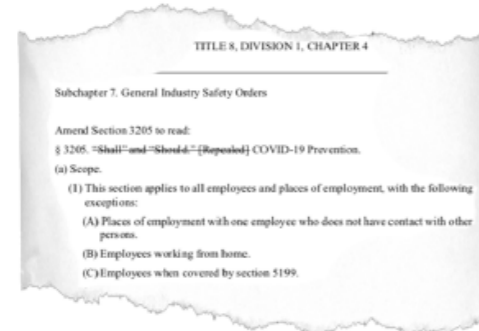 TITLE 8, DIVISION 1, CHAPTER 4
Subchapter 7. General Industry Safety Orders
Amend Section 3205 to read:
§ 3205. "Shall" and "Should." [Repealed] COVID-19 Prevention.
(a) Scope.
(1) This section applies to all employees and places of employment, with the following
exceptions:
(A) Places of employment with one employee who does not have contact with other
persons.
(B) Employees working from home.
(C) Employees when covered by section 5199.